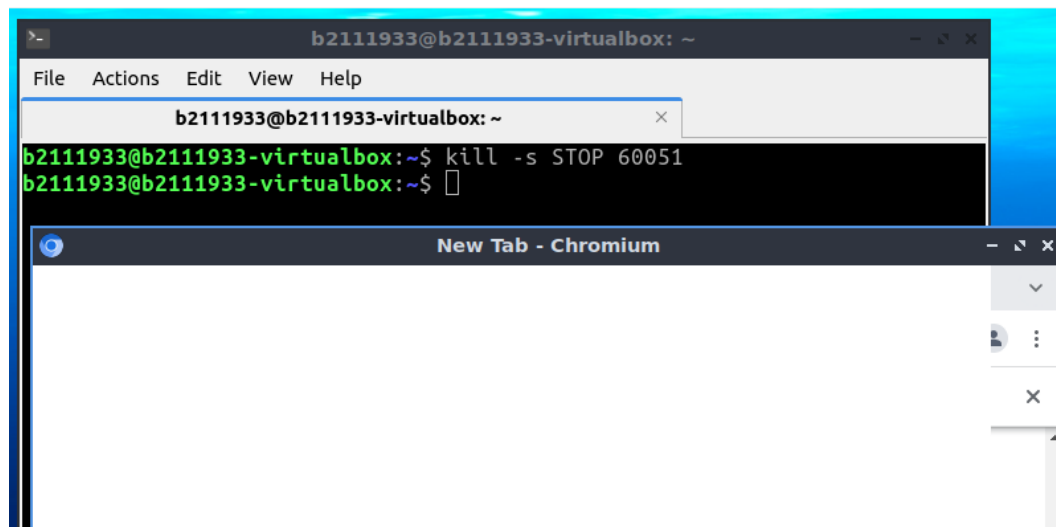 b2111933@b2111933-virtualbox: ~
File Actions Edit View Help
b2111933@b2111933-virtualbox: ~
b2111933@b2111933-virtualbox:~$ kill -s STOP 60051
b2111933@b2111933-virtualbox:~$
New Tab - Chromium